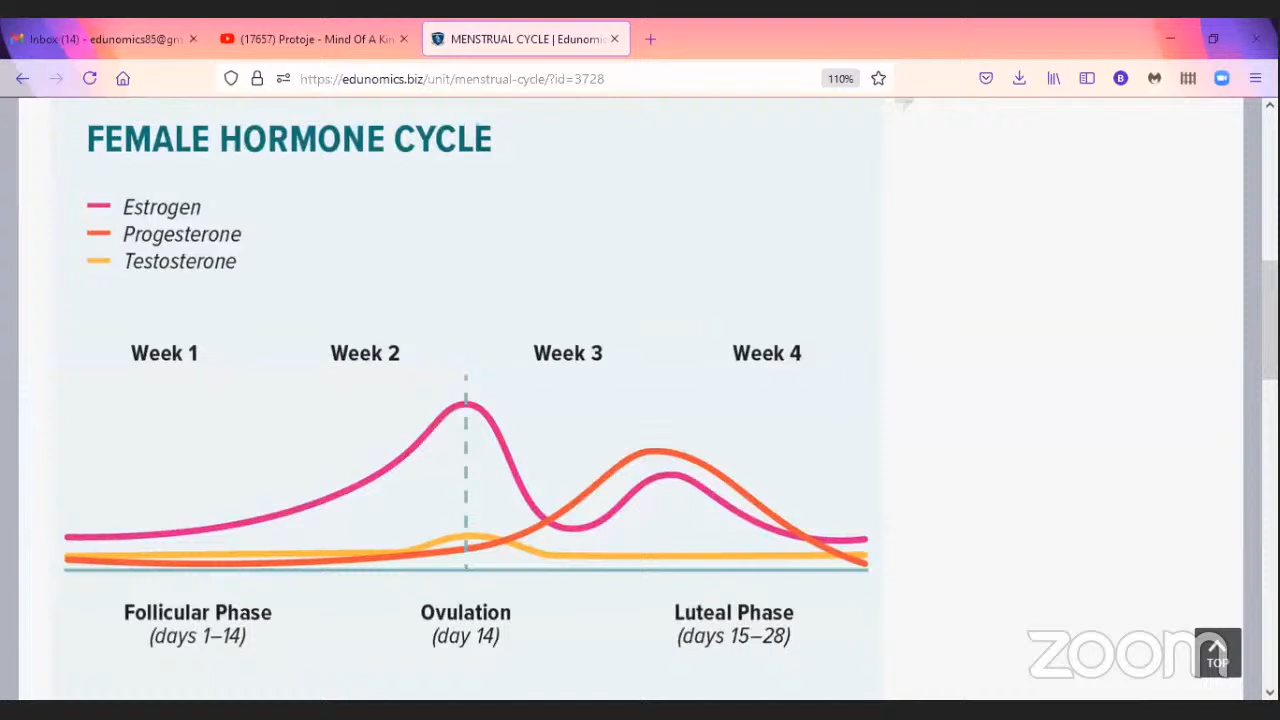 Inbox (14) - edunomics85@gm
(17657) Protoje - Mind Of A Kin
MENSTRUAL CYCLE | Edunomic
https://edunomics.biz/unit/menstrual-cycle/?id=3728
110%
B
FEMALE HORMONE CYCLE
Estrogen
Progesterone
Testosterone
Week 1 Week 2 Week 3 Week 4
Follicular Phase Ovulation Luteal Phase
(days 1–14) (day 14) (days 15–28)
zoom
TOP